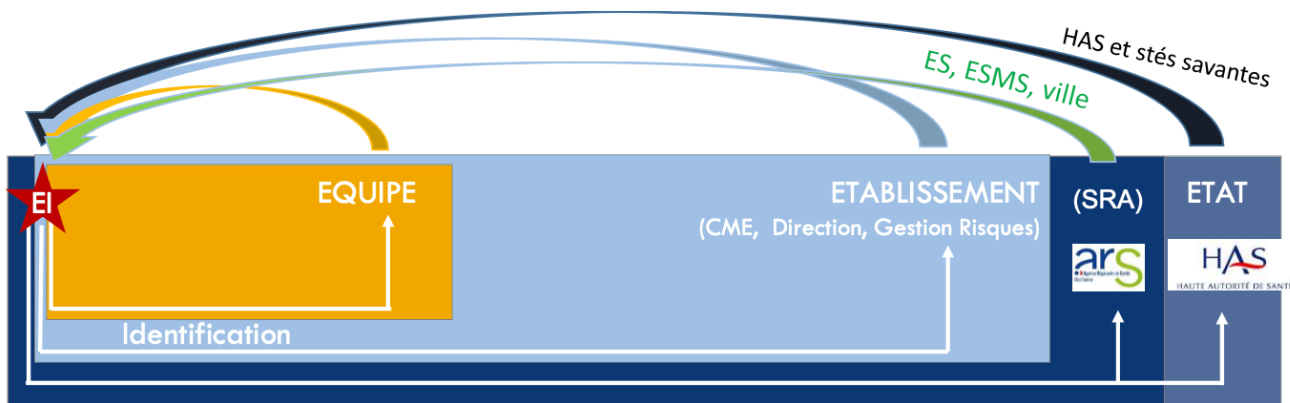 HAS et stés savantes
ES, ESMS, ville
EI
EQUIPE
ETABLISSEMENT
(CME, Direction, Gestion Risques)
(SRA)
ETAT
ars
HAS
HAUTE AUTORITÉ DE SANTÉ
Identification